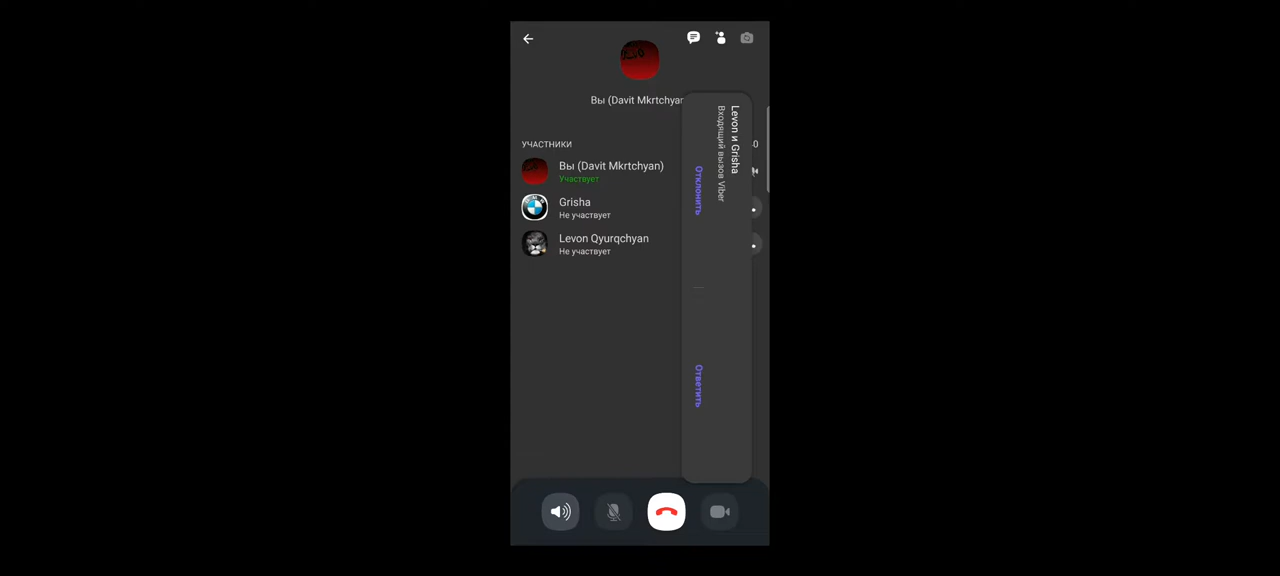 Вы (Davit Mkrtchyan
УЧАСТНИКИ
Вы (Davit Mkrtchyan)
Участвует
Grisha
Не участвует
Levon Qyurqchyan
Не участвует
Levon и Grisha
Входящий вызов Viber
Отклонить
Ответить